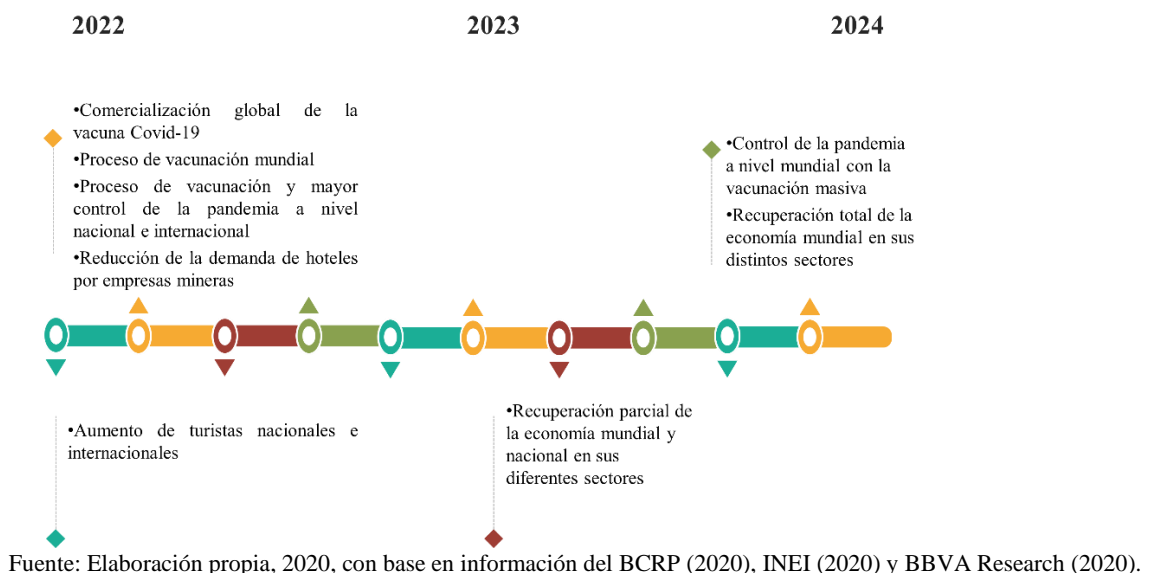 2022
2023
2024
•Comercialización global de la
vacuna Covid-19
•Proceso de vacunación mundial
•Proceso de vacunación y mayor
control de la pandemia a nivel
nacional e internacional
•Reducción de la demanda de hoteles
por empresas mineras
•Control de la pandemia
a nivel mundial con la
vacunación masiva
•Recuperación total de la
economía mundial en sus
distintos sectores
•Aumento de turistas nacionales e
internacionales
•Recuperación parcial de
la economía mundial y
nacional en sus
diferentes sectores
Fuente: Elaboración propia, 2020, con base en información del BCRP (2020), INEI (2020) y BBVA Research (2020).